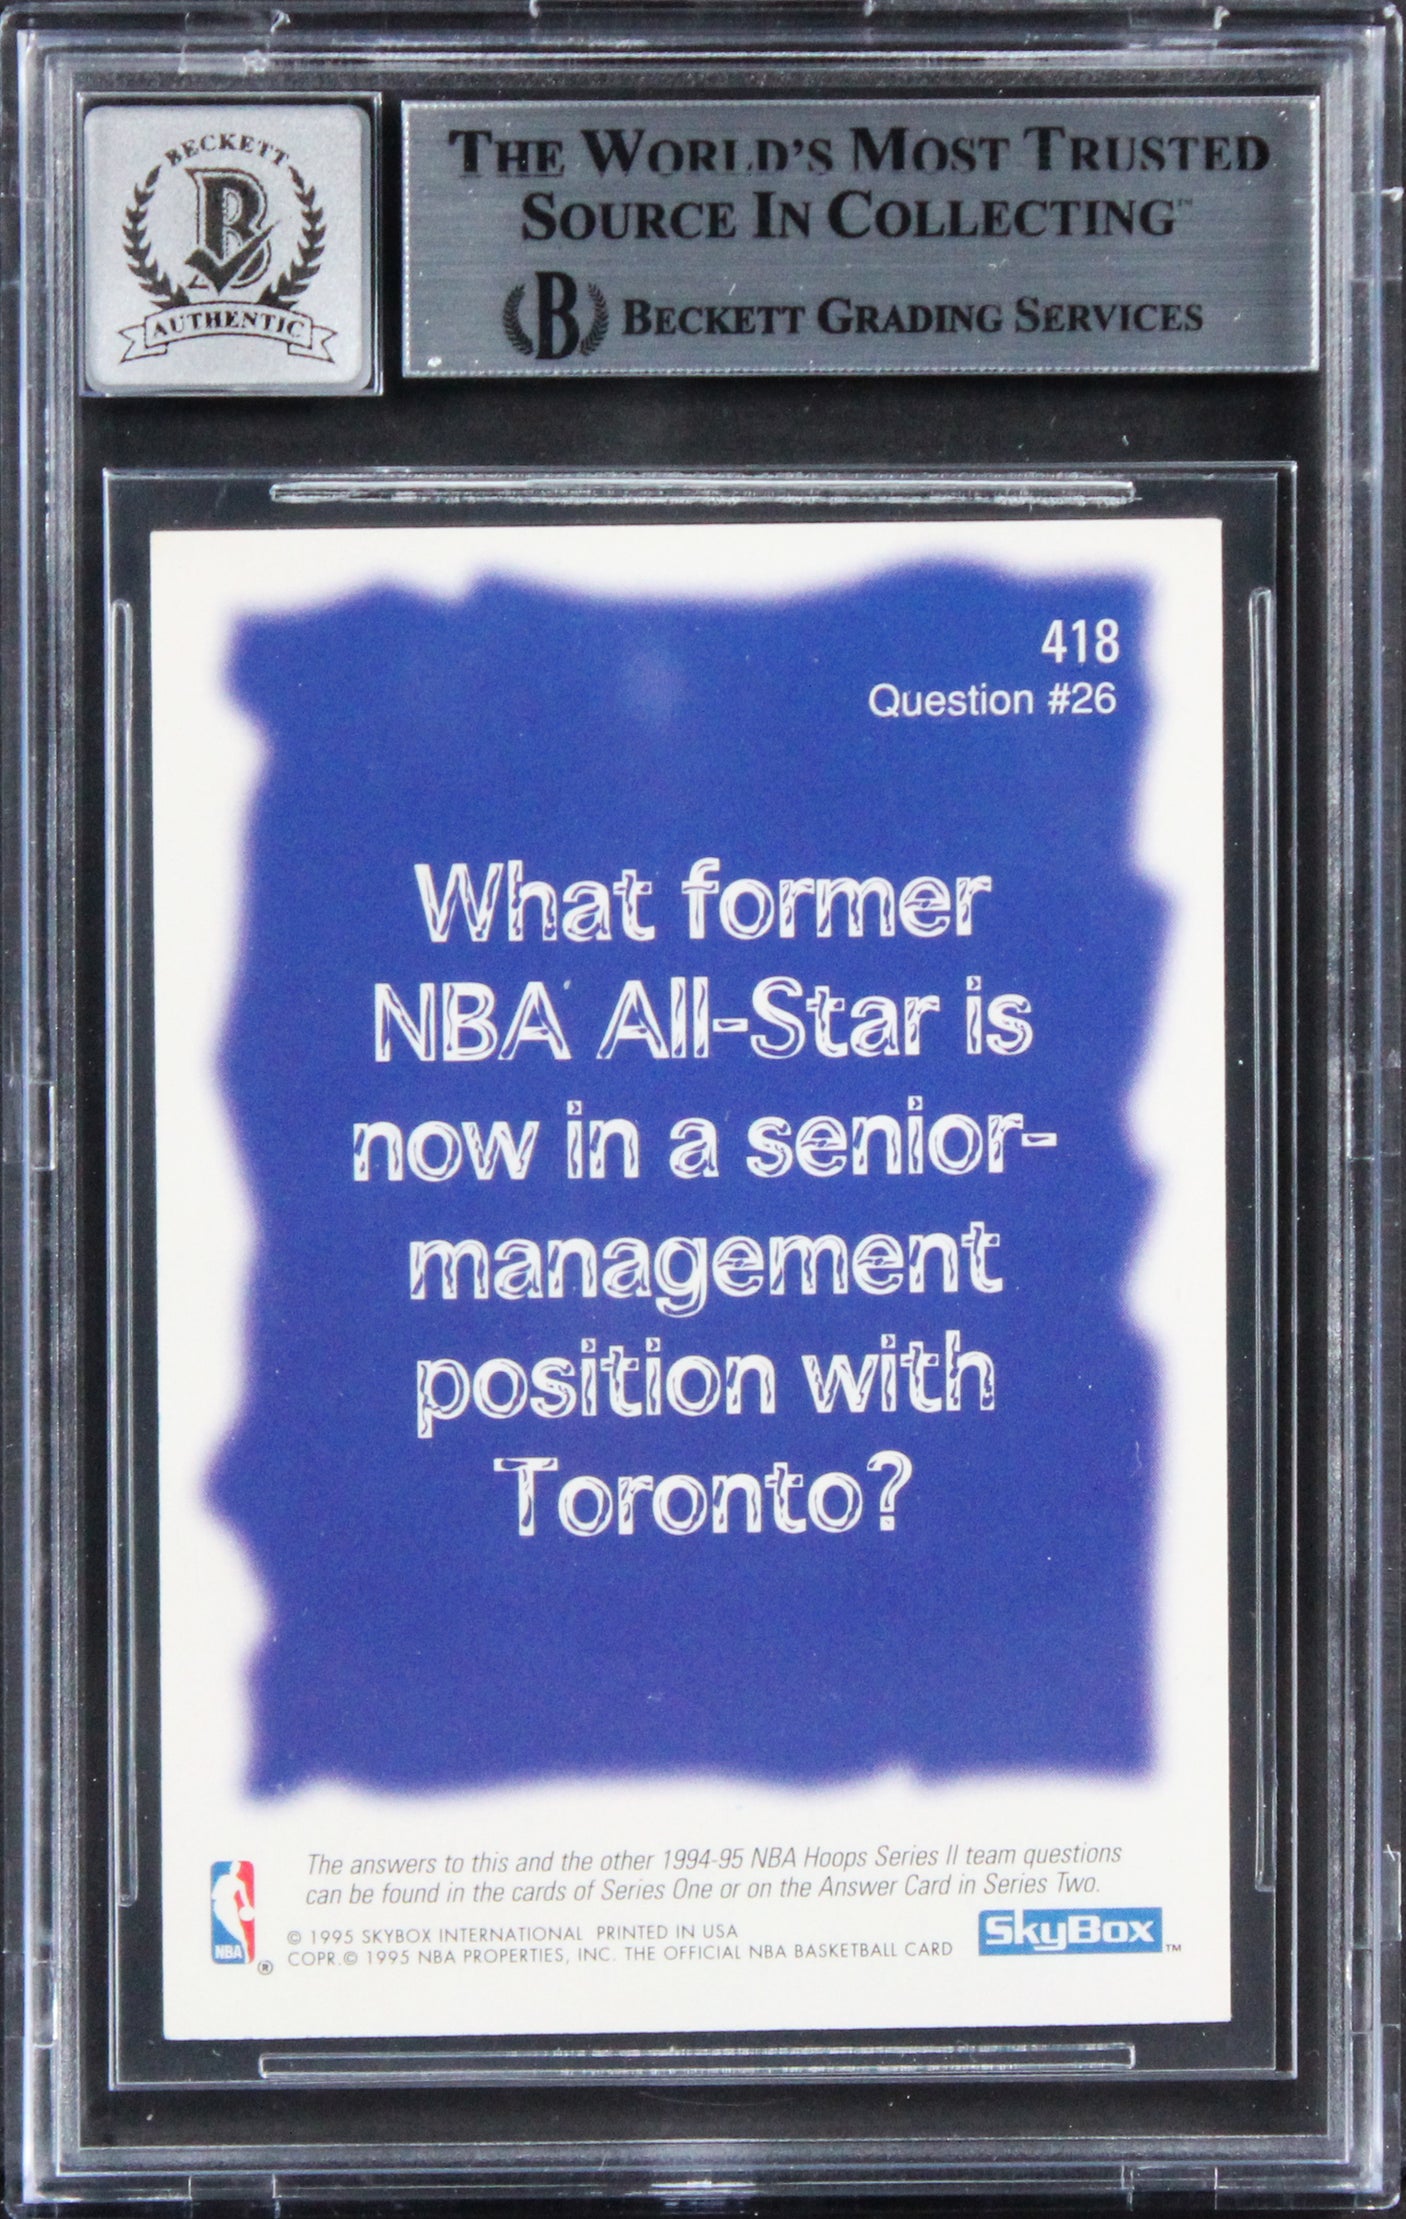 BECKETT
B
AUTHENTIC
THE WORLD'S MOST TRUSTED
SOURCE IN COLLECTING™
B BECKETT GRADING SERVICES
418
Question #26
What former
NBA All-Star is
now in a senior-
management
position with
Toronto?
The answers to this and the other 1994-95 NBA Hoops Series II team questions
can be found in the cards of Series One or on the Answer Card in Series Two.
© 1995 SKYBOX INTERNATIONAL PRINTED IN USA
COPR.© 1995 NBA PROPERTIES, INC. THE OFFICIAL NBA BASKETBALL CARD
NBA ®
SkyBox™